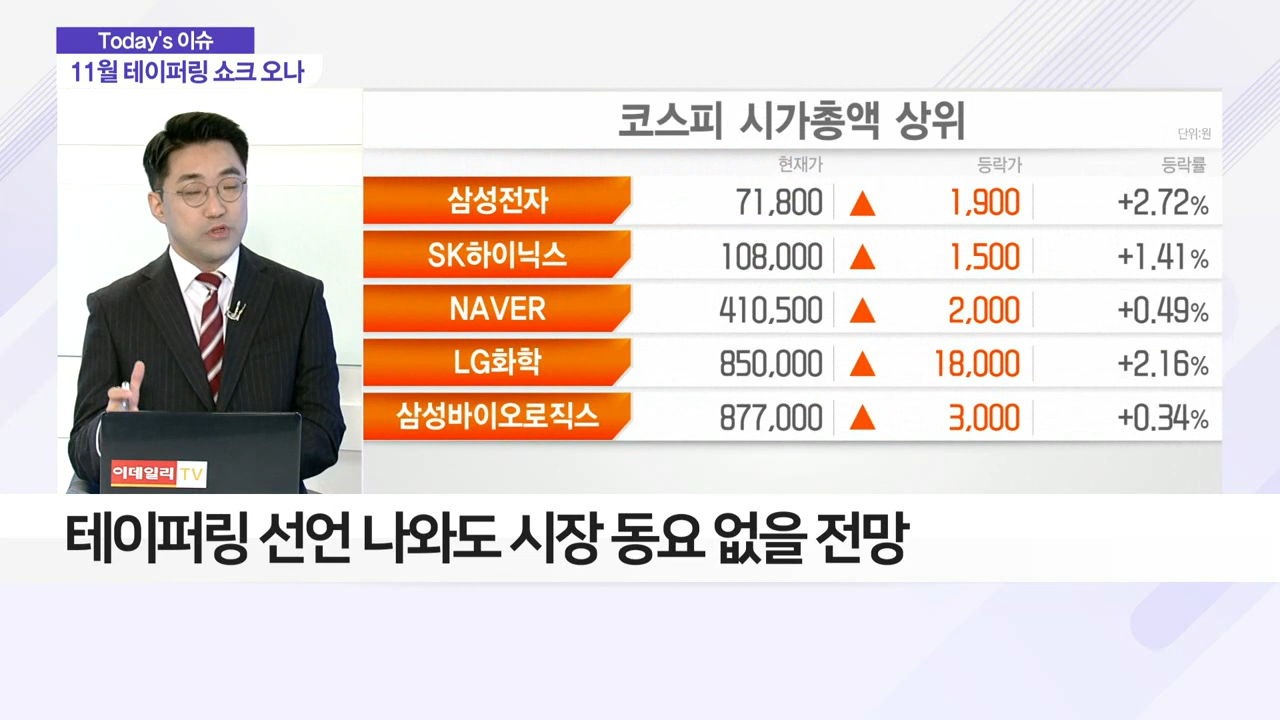 Today's 이슈
11월 테이퍼링 쇼크 오나
코스피 시가총액 상위
단위:원
현재가 등락가 등락률
삼성전자 71,800 ▲ 1,900 +2.72%
SK하이닉스 108,000 ▲ 1,500 +1.41%
NAVER 410,500 ▲ 2,000 +0.49%
LG화학 850,000 ▲ 18,000 +2.16%
삼성바이오로직스 877,000 ▲ 3,000 +0.34%
이데일리TV
테이퍼링 선언 나와도 시장 동요 없을 전망